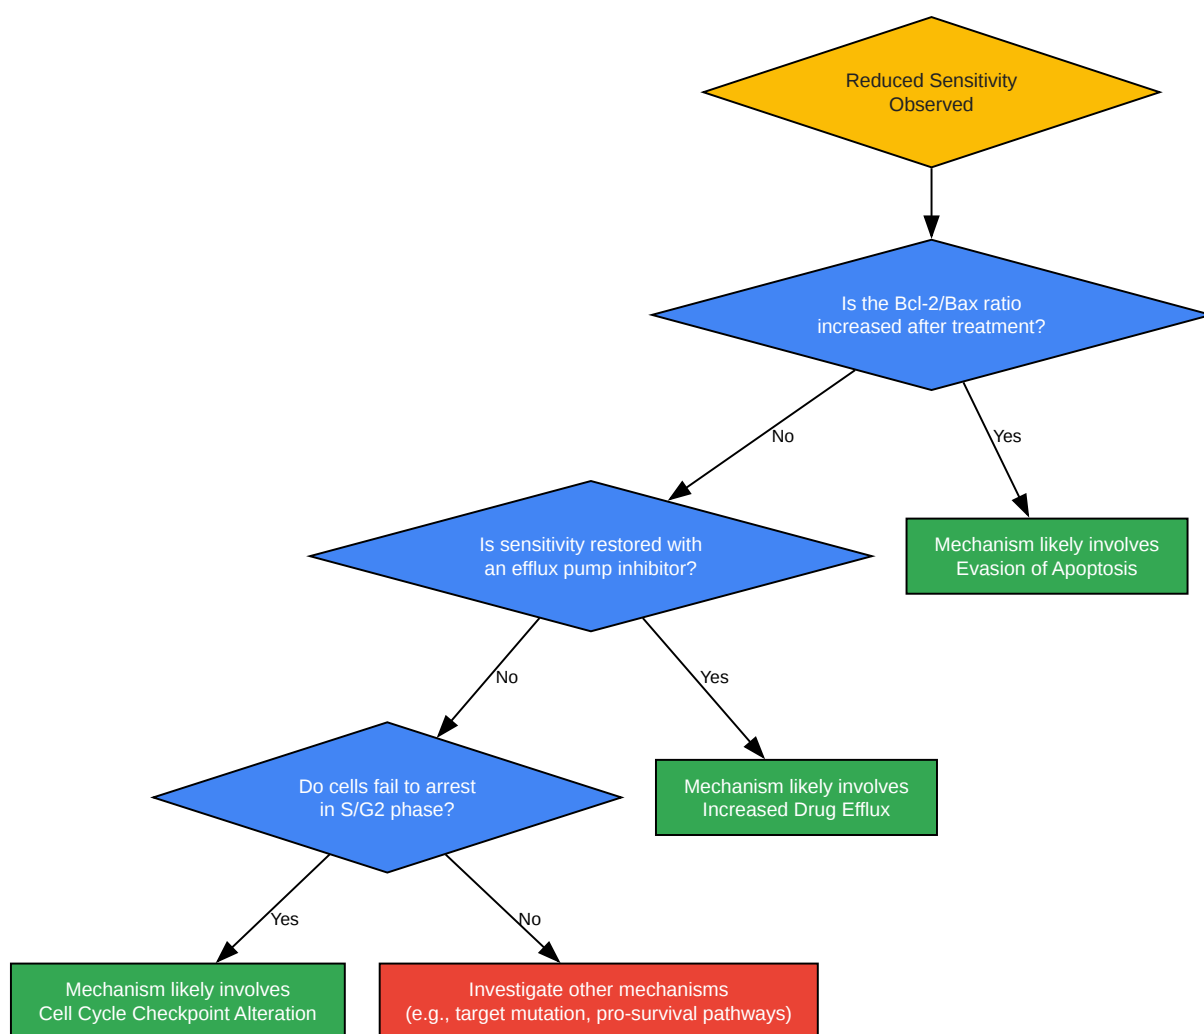 Reduced Sensitivity
Observed
Is the Bcl-2/Bax ratio
increased after treatment?
No
Yes
Is sensitivity restored with
an efflux pump inhibitor?
Mechanism likely involves
Evasion of Apoptosis
No
Yes
Do cells fail to arrest
in S/G2 phase?
Mechanism likely involves
Increased Drug Efflux
Yes
No
Mechanism likely involves
Cell Cycle Checkpoint Alteration
Investigate other mechanisms
(e.g., target mutation, pro-survival pathways)